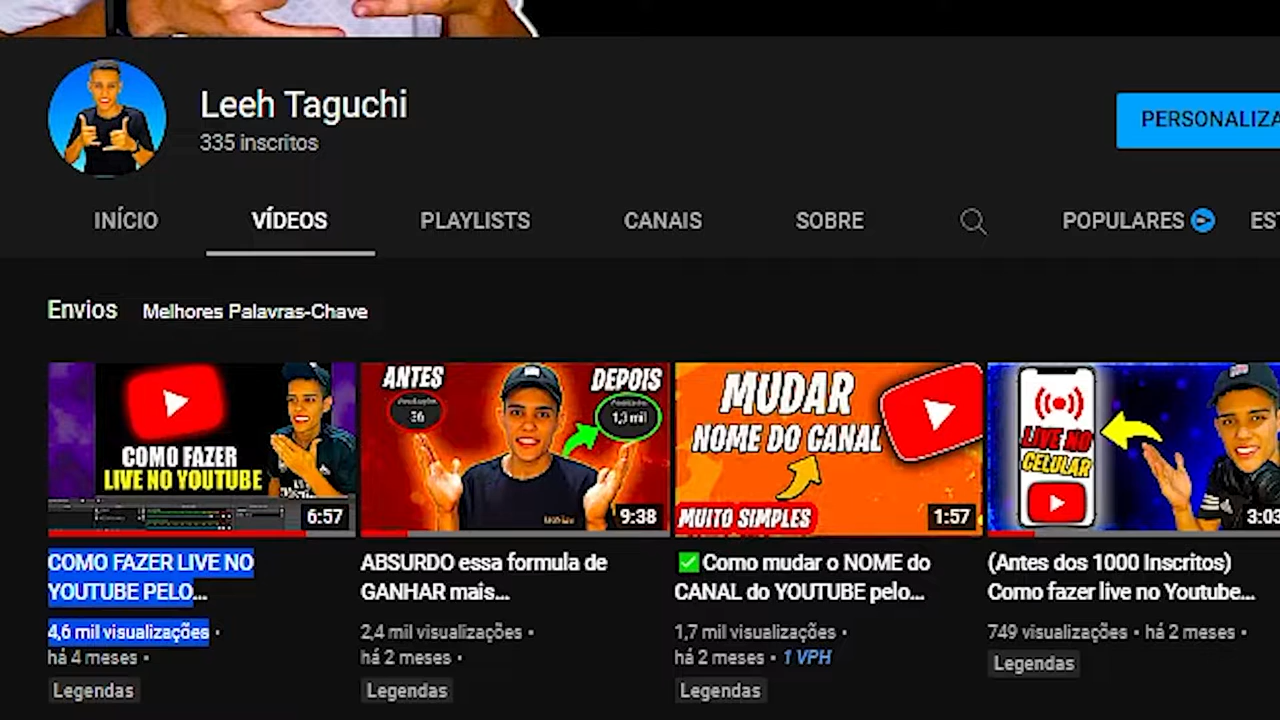 Leeh Taguchi
335 inscritos
PERSONALIZA
INÍCIO VÍDEOS PLAYLISTS CANAIS SOBRE POPULARES ES
Envios Melhores Palavras-Chave
COMO FAZER
LIVE NO YOUTUBE
6:57
ANTES DEPOIS
36 1,3 mil
9:38
MUDAR
NOME DO CANAL
MUITO SIMPLES
1:57
LIVE NO
CELULAR
3:03
COMO FAZER LIVE NO
YOUTUBE PELO...
4,6 mil visualizações •
há 4 meses •
Legendas
ABSURDO essa formula de
GANHAR mais...
2,4 mil visualizações •
há 2 meses •
Legendas
✅Como mudar o NOME do
CANAL do YOUTUBE pelo...
1,7 mil visualizações •
há 2 meses • 1 VPH
Legendas
(Antes dos 1000 Inscritos)
Como fazer live no Youtube...
749 visualizações • há 2 meses •
Legendas